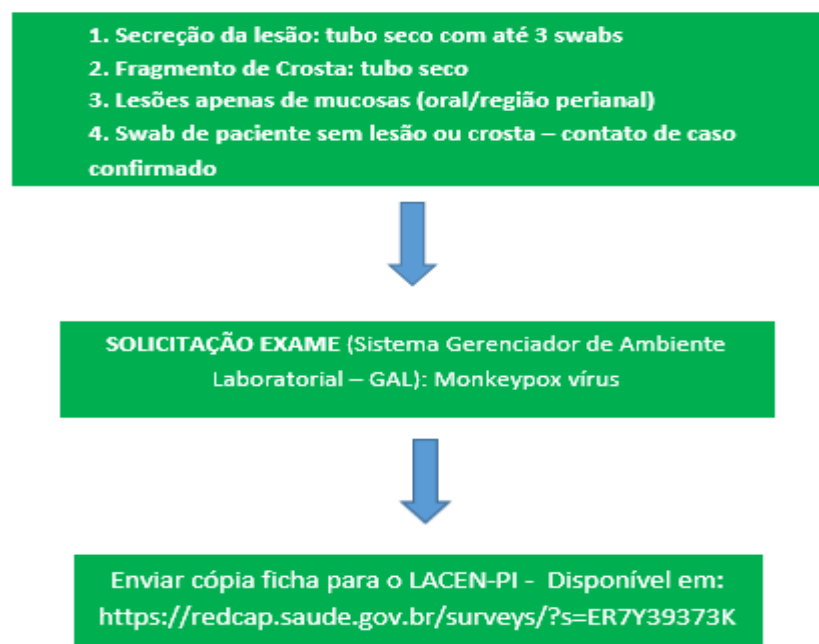 1. Secreção da lesão: tubo seco com até 3 swabs
2. Fragmento de Crosta: tubo seco
3. Lesões apenas de mucosas (oral/região perianal)
4. Swab de paciente sem lesão ou crosta – contato de caso
confirmado
SOLICITAÇÃO EXAME (Sistema Gerenciador de Ambiente
Laboratorial – GAL): Monkeypox vírus
Enviar cópia ficha para o LACEN-PI - Disponível em:
https://redcap.saude.gov.br/surveys/?s=ER7Y39373K